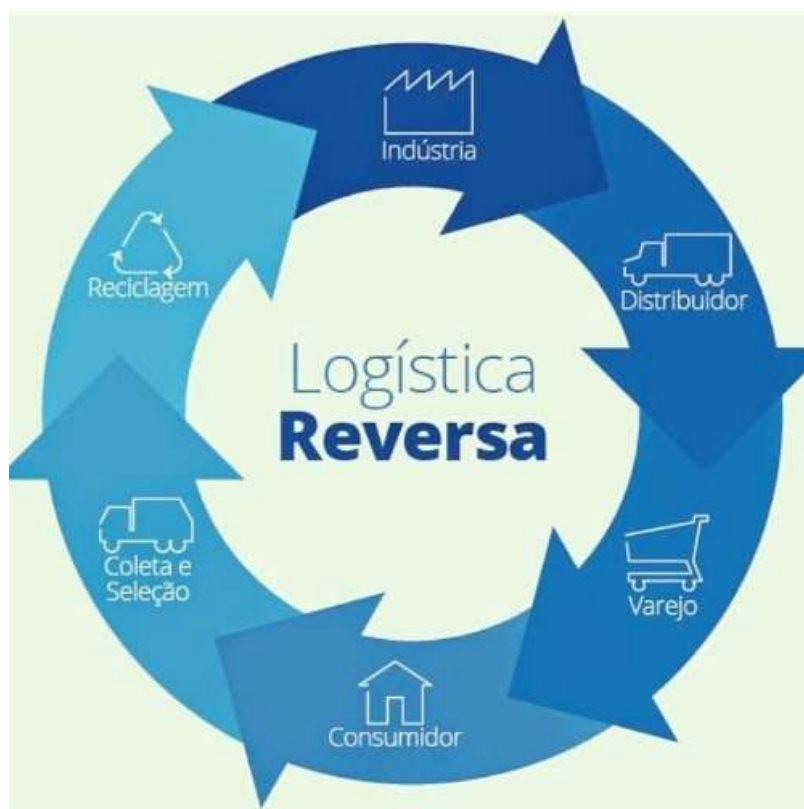 Logística
Reversa
Indústria
Distribuidor
Varejo
Consumidor
Coleta e
Seleção
Reciclagem